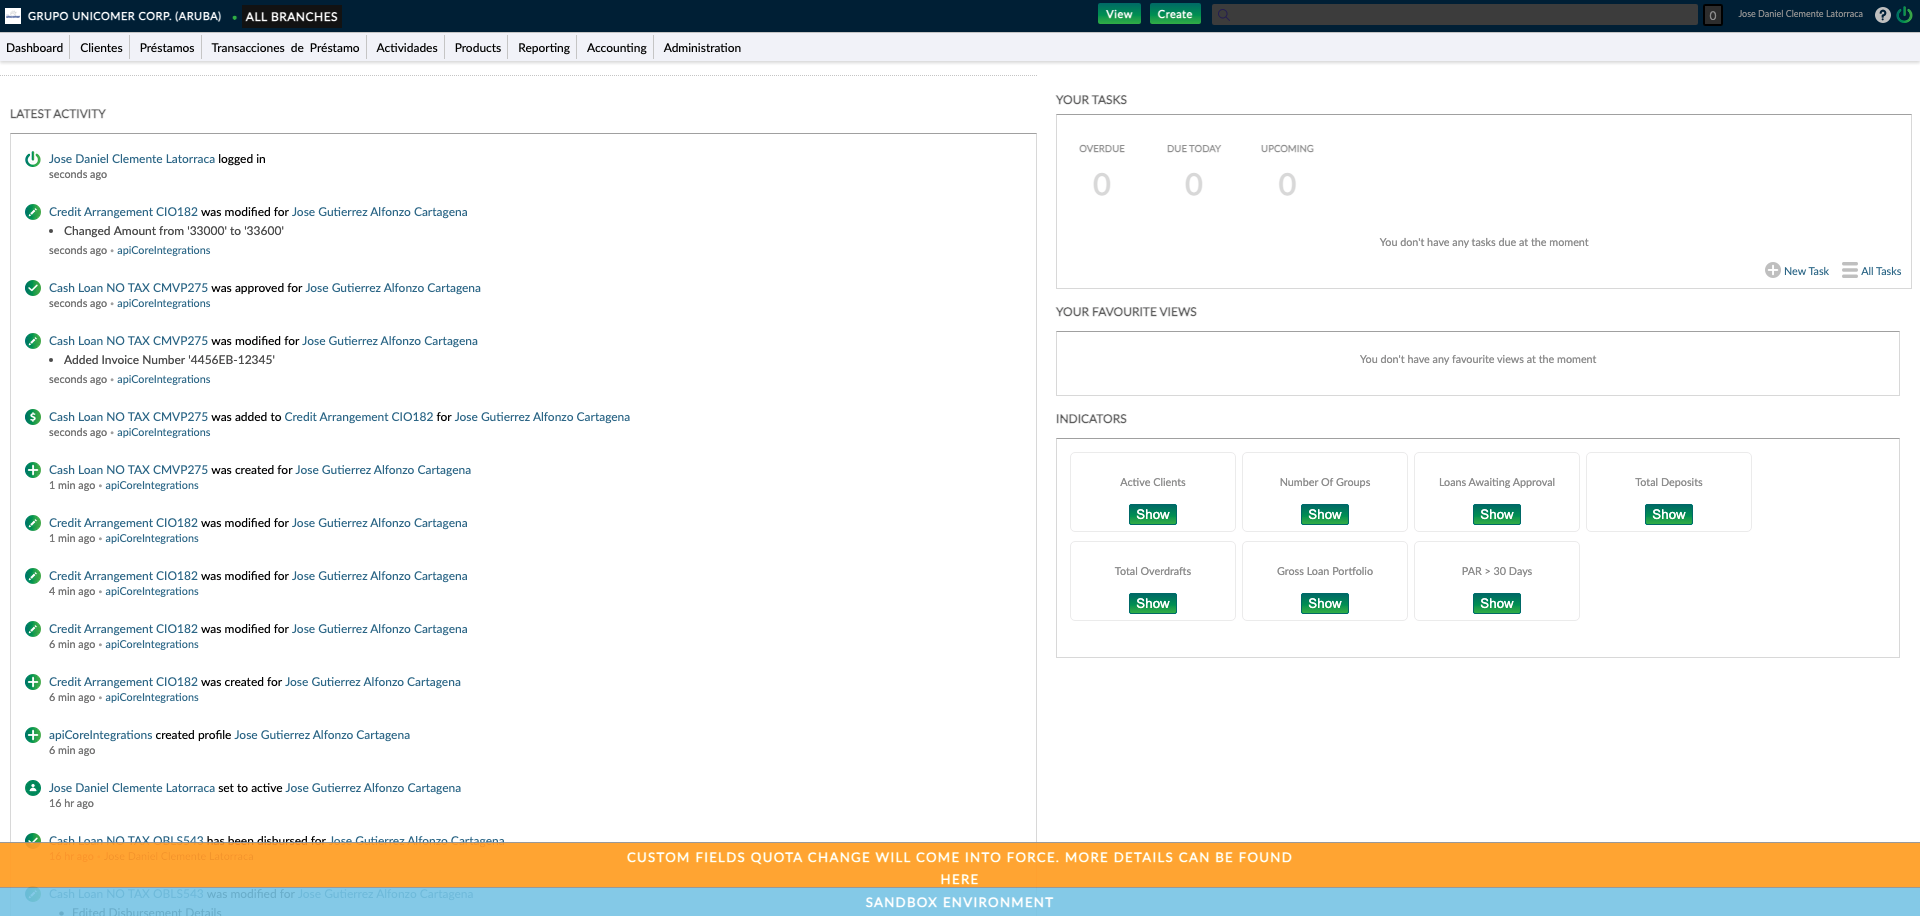 GRUPO UNICOMER CORP. (ARUBA) • ALL BRANCHES
View Create 0 Jose Daniel Clemente Latorraca ?
Dashboard Clientes Préstamos Transacciones de Préstamo Actividades Products Reporting Accounting Administration
LATEST ACTIVITY
Jose Daniel Clemente Latorraca logged in
seconds ago
Credit Arrangement CIO182 was modified for Jose Gutierrez Alfonzo Cartagena
• Changed Amount from '33000' to '33600'
seconds ago • apiCoreIntegrations
Cash Loan NO TAX CMVP275 was approved for Jose Gutierrez Alfonzo Cartagena
seconds ago • apiCoreIntegrations
Cash Loan NO TAX CMVP275 was modified for Jose Gutierrez Alfonzo Cartagena
• Added Invoice Number '4456EB-12345'
seconds ago • apiCoreIntegrations
Cash Loan NO TAX CMVP275 was added to Credit Arrangement CIO182 for Jose Gutierrez Alfonzo Cartagena
seconds ago • apiCoreIntegrations
Cash Loan NO TAX CMVP275 was created for Jose Gutierrez Alfonzo Cartagena
1 min ago • apiCoreIntegrations
Credit Arrangement CIO182 was modified for Jose Gutierrez Alfonzo Cartagena
1 min ago • apiCoreIntegrations
Credit Arrangement CIO182 was modified for Jose Gutierrez Alfonzo Cartagena
4 min ago • apiCoreIntegrations
Credit Arrangement CIO182 was modified for Jose Gutierrez Alfonzo Cartagena
6 min ago • apiCoreIntegrations
Credit Arrangement CIO182 was created for Jose Gutierrez Alfonzo Cartagena
6 min ago • apiCoreIntegrations
apiCoreIntegrations created profile Jose Gutierrez Alfonzo Cartagena
6 min ago
Jose Daniel Clemente Latorraca set to active Jose Gutierrez Alfonzo Cartagena
16 hr ago
Cash Loan NO TAX OBLS543 has been disbursed for Jose Gutierrez Alfonzo Cartagena
16 hr ago • Jose Daniel Clemente Latorraca
Cash Loan NO TAX OBLS543 was modified for Jose Gutierrez Alfonzo Cartagena
• Edited Disbursement Details
YOUR TASKS
OVERDUE DUE TODAY UPCOMING
0 0 0
You don't have any tasks due at the moment
New Task All Tasks
YOUR FAVOURITE VIEWS
You don't have any favourite views at the moment
INDICATORS
Active Clients Number Of Groups Loans Awaiting Approval Total Deposits
Show Show Show Show
Total Overdrafts Gross Loan Portfolio PAR > 30 Days
Show Show Show
CUSTOM FIELDS QUOTA CHANGE WILL COME INTO FORCE. MORE DETAILS CAN BE FOUND
HERE
SANDBOX ENVIRONMENT